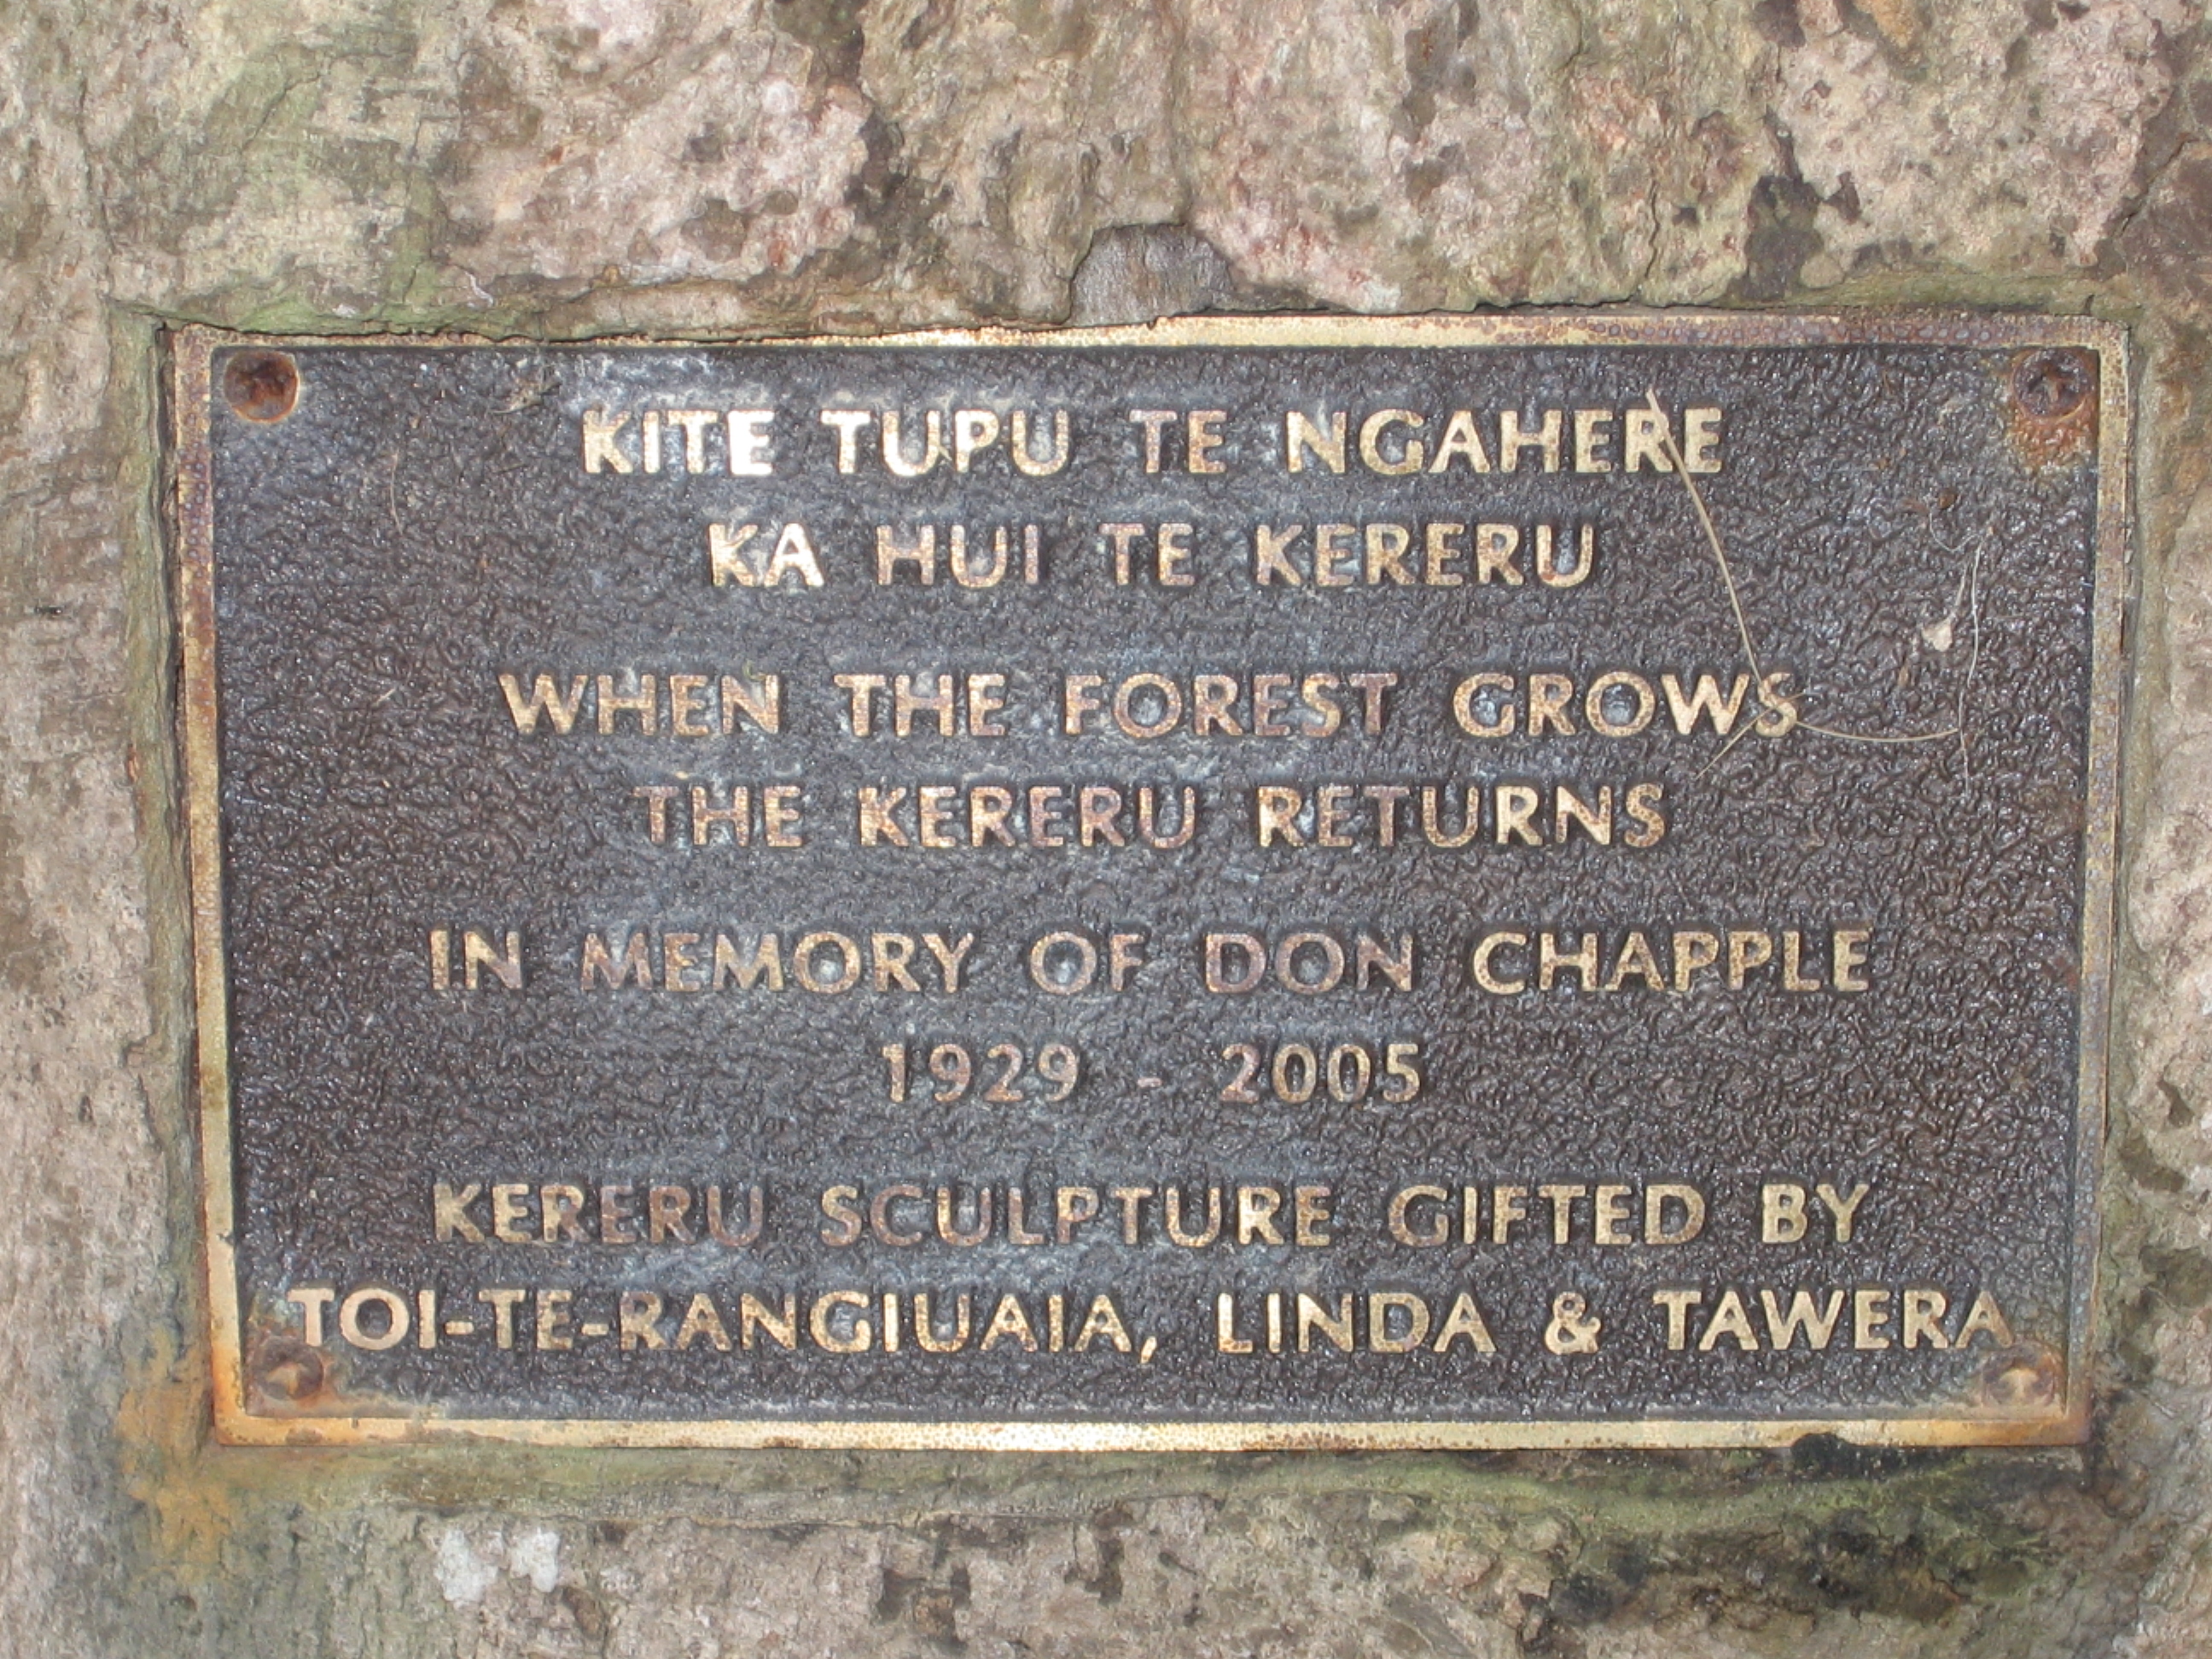 KITE TUPU TE NGAHERE
KA HUI TE KERERU
WHEN THE FOREST GROWS
THE KERERU RETURNS
IN MEMORY OF DON CHAPPLE
1929 - 2005
KERERU SCULPTURE GIFTED BY
TOI-TE-RANGIUAIA, LINDA & TAWERA